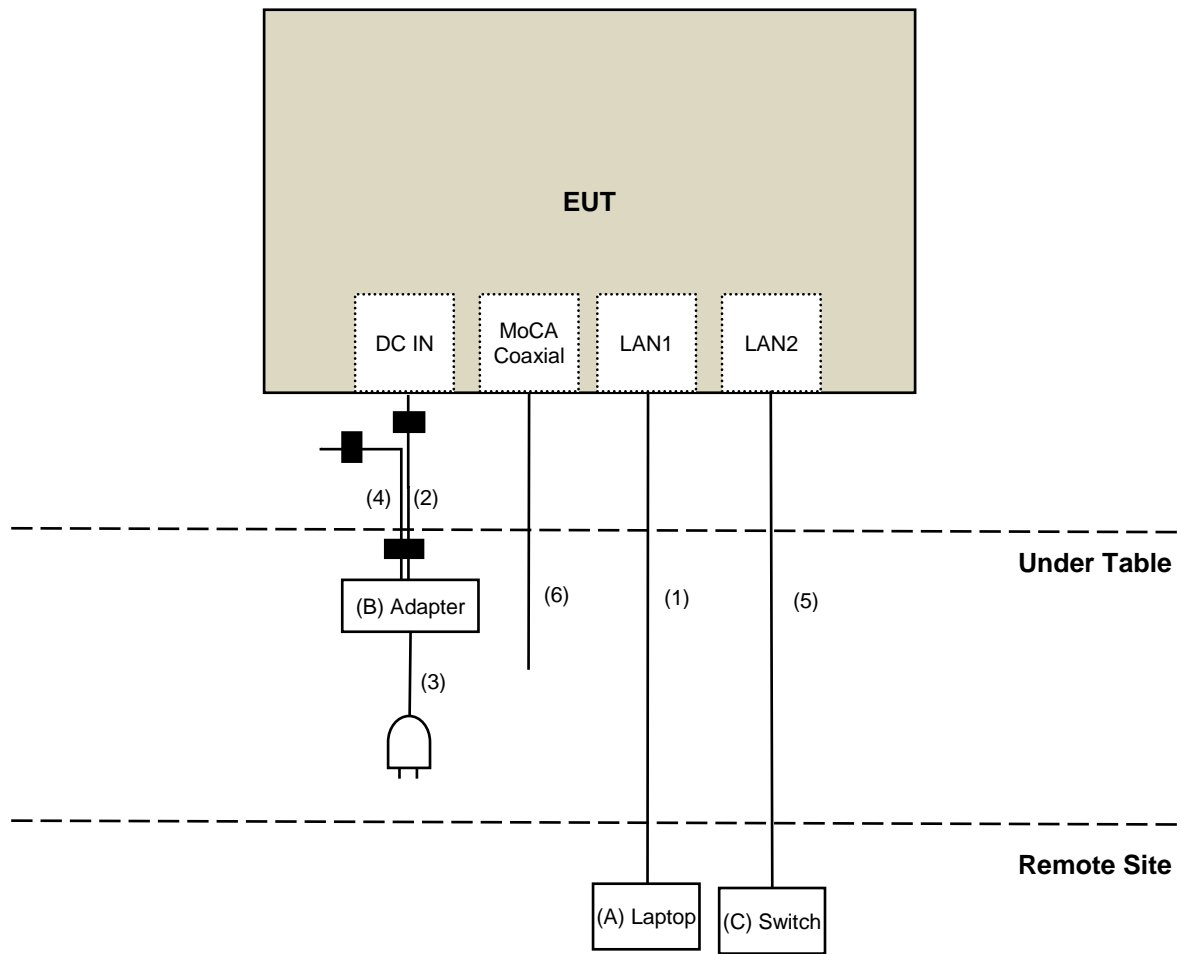 EUT
DC IN
MoCA
Coaxial
LAN1
LAN2
(4)
(2)
Under Table
(B) Adapter
(6)
(1)
(5)
(3)
Remote Site
(A) Laptop
(C) Switch